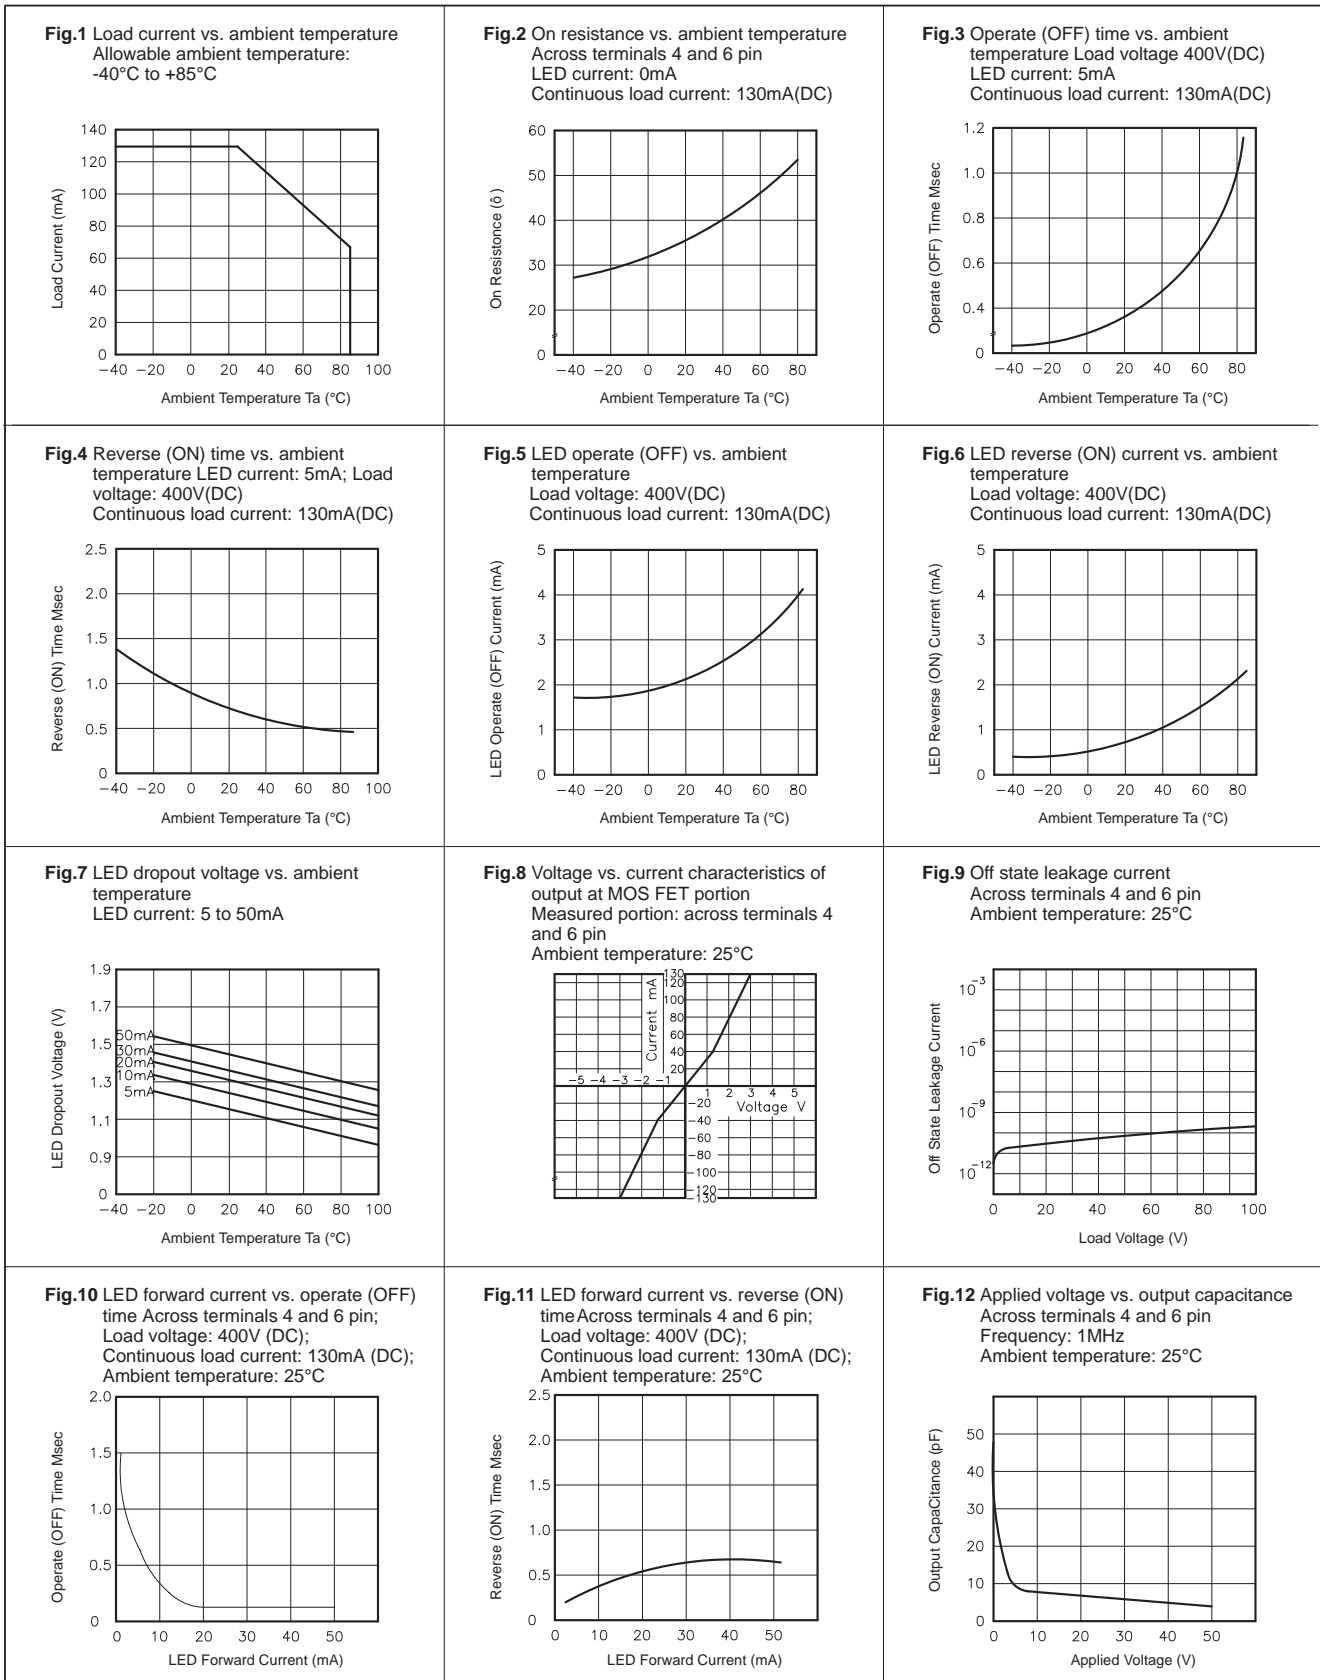 Fig.1 Load current vs. ambient temperature
Allowable ambient temperature:
-40°C to +85°C
140
120
100
80
60
40
20
0
Load Current (mA)
−40 −20 0 20 40 60 80 100
Ambient Temperature Ta (°C)
Fig.2 On resistance vs. ambient temperature
Across terminals 4 and 6 pin
LED current: 0mA
Continuous load current: 130mA(DC)
60
50
40
30
20
0
On Resistonce (ô)
−40 −20 0 20 40 60 80
Ambient Temperature Ta (°C)
Fig.3 Operate (OFF) time vs. ambient
temperature Load voltage 400V(DC)
LED current: 5mA
Continuous load current: 130mA(DC)
1.2
1.0
0.8
0.6
0.4
0
Operate (OFF) Time Msec
−40 −20 0 20 40 60 80
Ambient Temperature Ta (°C)
Fig.4 Reverse (ON) time vs. ambient
temperature LED current: 5mA; Load
voltage: 400V(DC)
Continuous load current: 130mA(DC)
2.5
2.0
1.5
1.0
0.5
0
Reverse (ON) Time Msec
−40 −20 0 20 40 60 80 100
Ambient Temperature Ta (°C)
Fig.5 LED operate (OFF) vs. ambient
temperature
Load voltage: 400V(DC)
Continuous load current: 130mA(DC)
5
4
3
2
1
0
LED Operate (OFF) Current (mA)
−40 −20 0 20 40 60 80
Ambient Temperature Ta (°C)
Fig.6 LED reverse (ON) current vs. ambient
temperature
Load voltage: 400V(DC)
Continuous load current: 130mA(DC)
5
4
3
2
1
0
LED Reverse (ON) Current (mA)
−40 −20 0 20 40 60 80
Ambient Temperature Ta (°C)
Fig.7 LED dropout voltage vs. ambient
temperature
LED current: 5 to 50mA
1.9
1.7
1.5
1.3
1.1
0.9
0
LED Dropout Voltage (V)
50mA
30mA
20mA
10mA
5mA
−40 −20 0 20 40 60 80 100
Ambient Temperature Ta (°C)
Fig.8 Voltage vs. current characteristics of
output at MOS FET portion
Measured portion: across terminals 4
and 6 pin
Ambient temperature: 25°C
Current mA
130
120
100
80
60
40
20
−5 −4 −3 −2 −1
1 2 3 4 5
Voltage V
−20
−40
−60
−80
−100
−120
−130
Fig.9 Off state leakage current
Across terminals 4 and 6 pin
Ambient temperature: 25°C
10−3
10−6
10−9
10−12
Off State Leakage Current
0 20 40 60 80 100
Load Voltage (V)
Fig.10 LED forward current vs. operate (OFF)
time Across terminals 4 and 6 pin;
Load voltage: 400V (DC);
Continuous load current: 130mA (DC);
Ambient temperature: 25°C
2.0
1.5
1.0
0.5
0
Operate (OFF) Time Msec
0 10 20 30 40 50
LED Forward Current (mA)
Fig.11 LED forward current vs. reverse (ON)
timeAcross terminals 4 and 6 pin;
Load voltage: 400V (DC);
Continuous load current: 130mA (DC);
Ambient temperature: 25°C
2.5
2.0
1.5
1.0
0.5
0
Reverse (ON) Time Msec
0 10 20 30 40 50
LED Forward Current (mA)
Fig.12 Applied voltage vs. output capacitance
Across terminals 4 and 6 pin
Frequency: 1MHz
Ambient temperature: 25°C
50
40
30
20
10
0
Output CapaCitance (pF)
0 10 20 30 40 50
Applied Voltage (V)